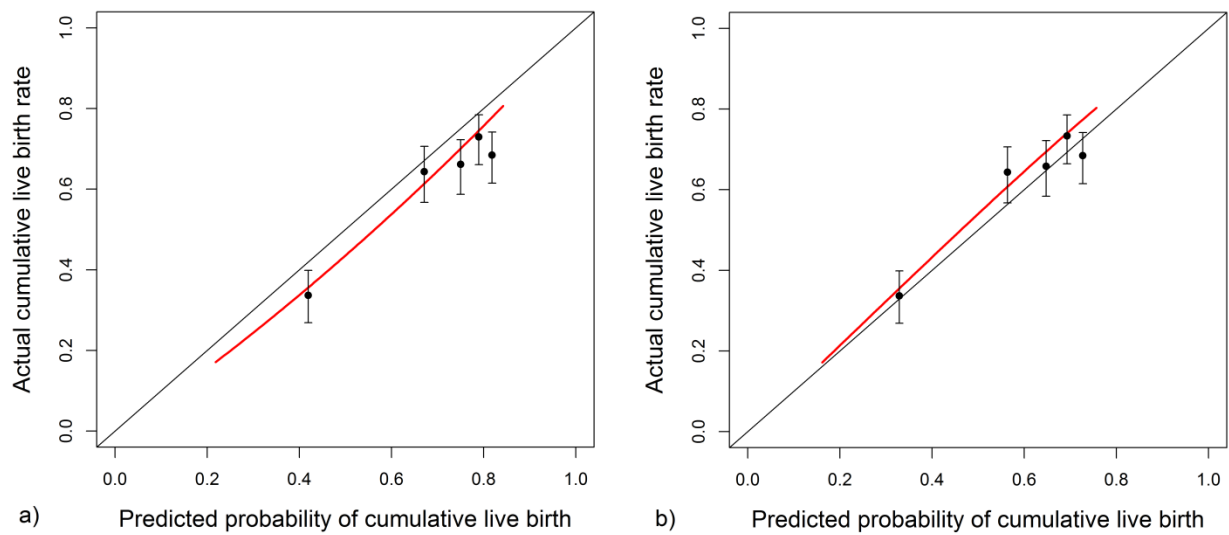 Actual cumulative live birth rate
1.0
0.8
0.6
0.4
0.2
0.0
0.0 0.2 0.4 0.6 0.8 1.0
a) Predicted probability of cumulative live birth
Actual cumulative live birth rate
1.0
0.8
0.6
0.4
0.2
0.0
0.0 0.2 0.4 0.6 0.8 1.0
b) Predicted probability of cumulative live birth